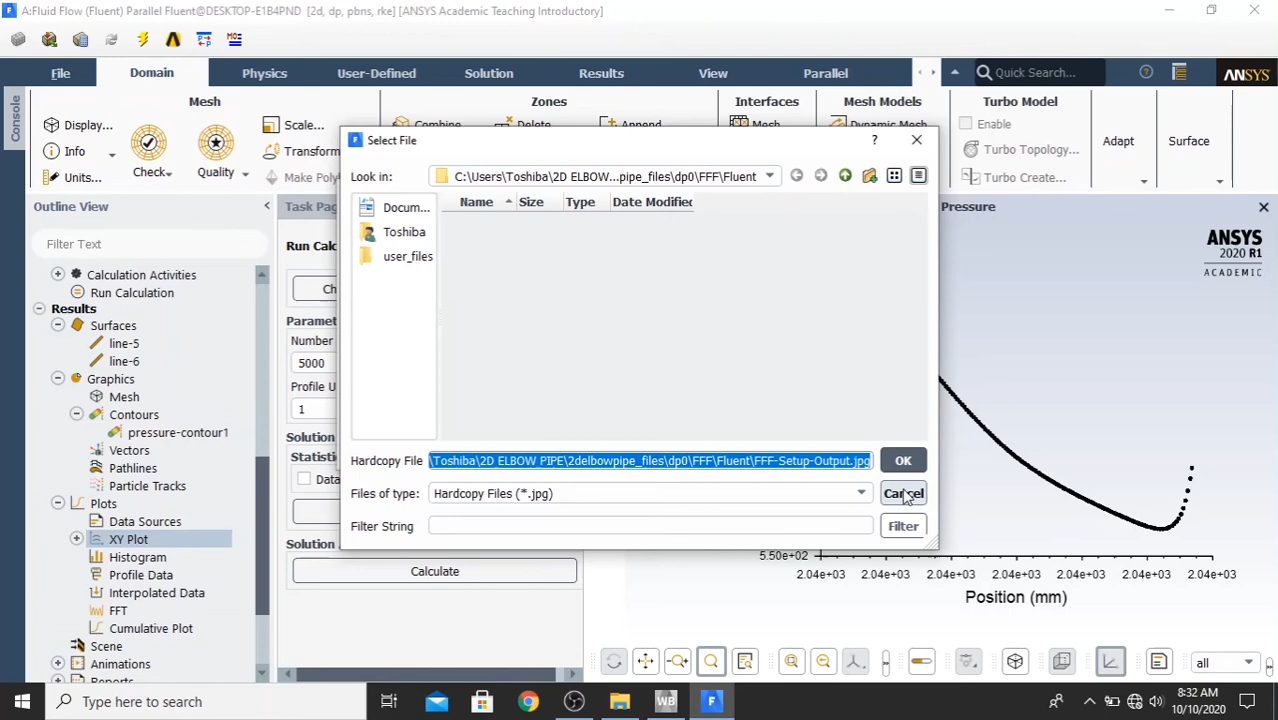 A:Fluid Flow (Fluent) Parallel Fluent@DESKTOP-E1B4PND [2d, dp, pbns, rke] [ANSYS Academic Teaching Introductory]
File Domain Physics User-Defined Solution Results View Parallel Quick Search... ANSYS
Console
Mesh Zones Interfaces Mesh Models Turbo Model
Display... Scale... Combine Delete Append Mesh Dynamic Mesh Enable
Info Transform Turbo Topology... Adapt Surface
Units... Check Quality Make Poly Turbo Create...
Select File
Look in: C:\Users\Toshiba\2D ELBOW...pipe_files\dp0\FFF\Fluent
Name Size Type Date Modified
Docum...
Toshiba
user_files
Hardcopy File \Toshiba\2D ELBOW PIPE\2delbowpipe_files\dp0\FFF\Fluent\FFF-Setup-Output.jpg OK
Files of type: Hardcopy Files (*.jpg) Cancel
Filter String Filter
Outline View
Filter Text
Calculation Activities
Run Calculation
Results
Surfaces
line-5
line-6
Graphics
Mesh
Contours
pressure-contour1
Vectors
Pathlines
Particle Tracks
Plots
Data Sources
XY Plot
Histogram
Profile Data
Interpolated Data
FFT
Cumulative Plot
Scene
Animations
Reports
Task Pag
Run Calc
Ch
Paramet
Number
5000
Profile U
1
Solution
Statistic
Data
Solution A
Calculate
Pressure
ANSYS
2020 R1
ACADEMIC
5.50e+02
2.04e+03 2.04e+03 2.04e+03 2.04e+03 2.04e+03 2.04e+03 2.04e+03
Position (mm)
all
Type here to search
WB
8:32 AM
10/10/2020